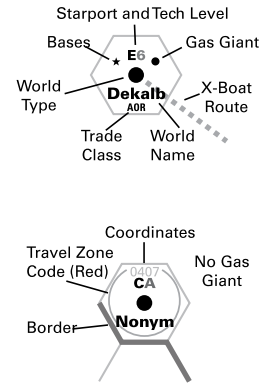 Starport and Tech Level
Bases
E6
Gas Giant
World
Type
Dekalb
AOR
X-Boat
Route
Trade
Class
World
Name
Coordinates
Travel Zone
Code (Red)
0407
CA
No Gas
Giant
Border
Nonym